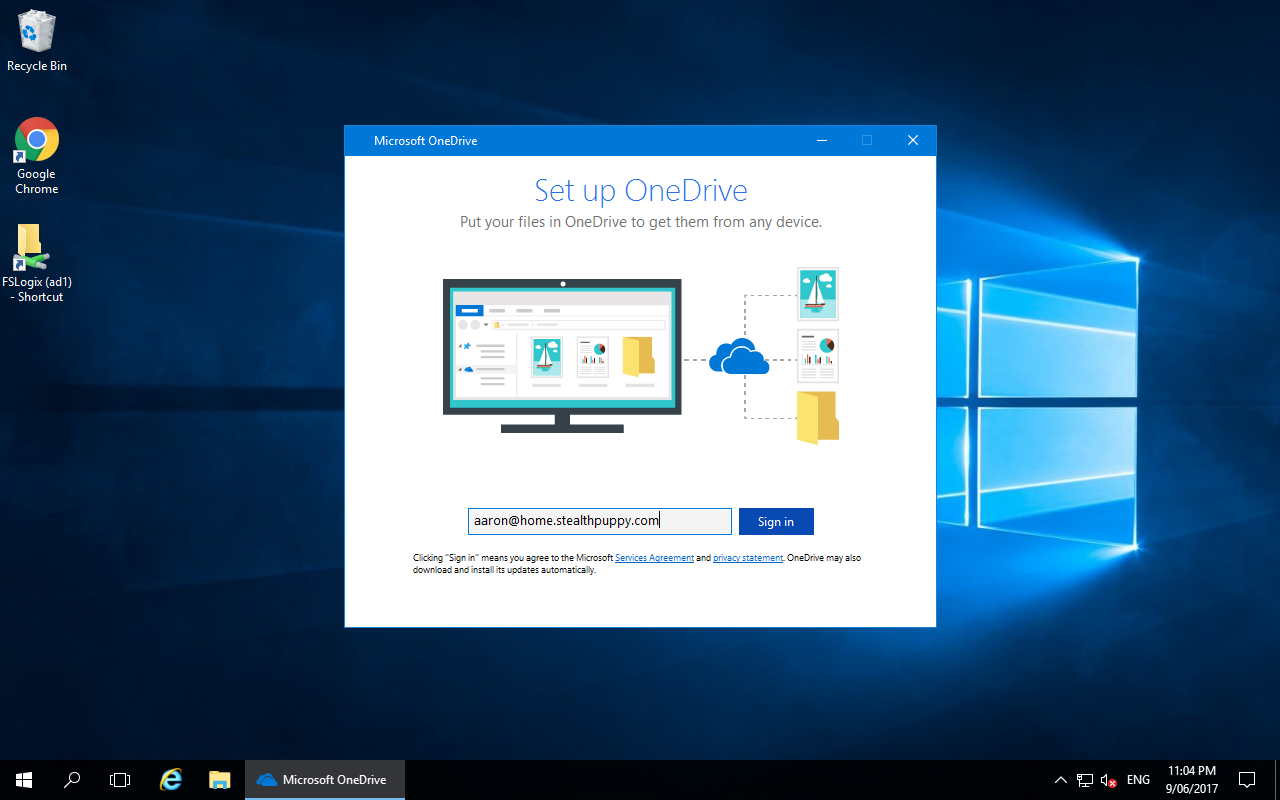 Recycle Bin
Google
Chrome
FSLogix (ad1)
- Shortcut
Microsoft OneDrive
Set up OneDrive
Put your files in OneDrive to get them from any device.
aaron@home.stealthpuppy.com
Sign in
Clicking "Sign in" means you agree to the Microsoft Services Agreement and privacy statement. OneDrive may also
download and install its updates automatically.
Microsoft OneDrive
ENG
11:04 PM
9/06/2017